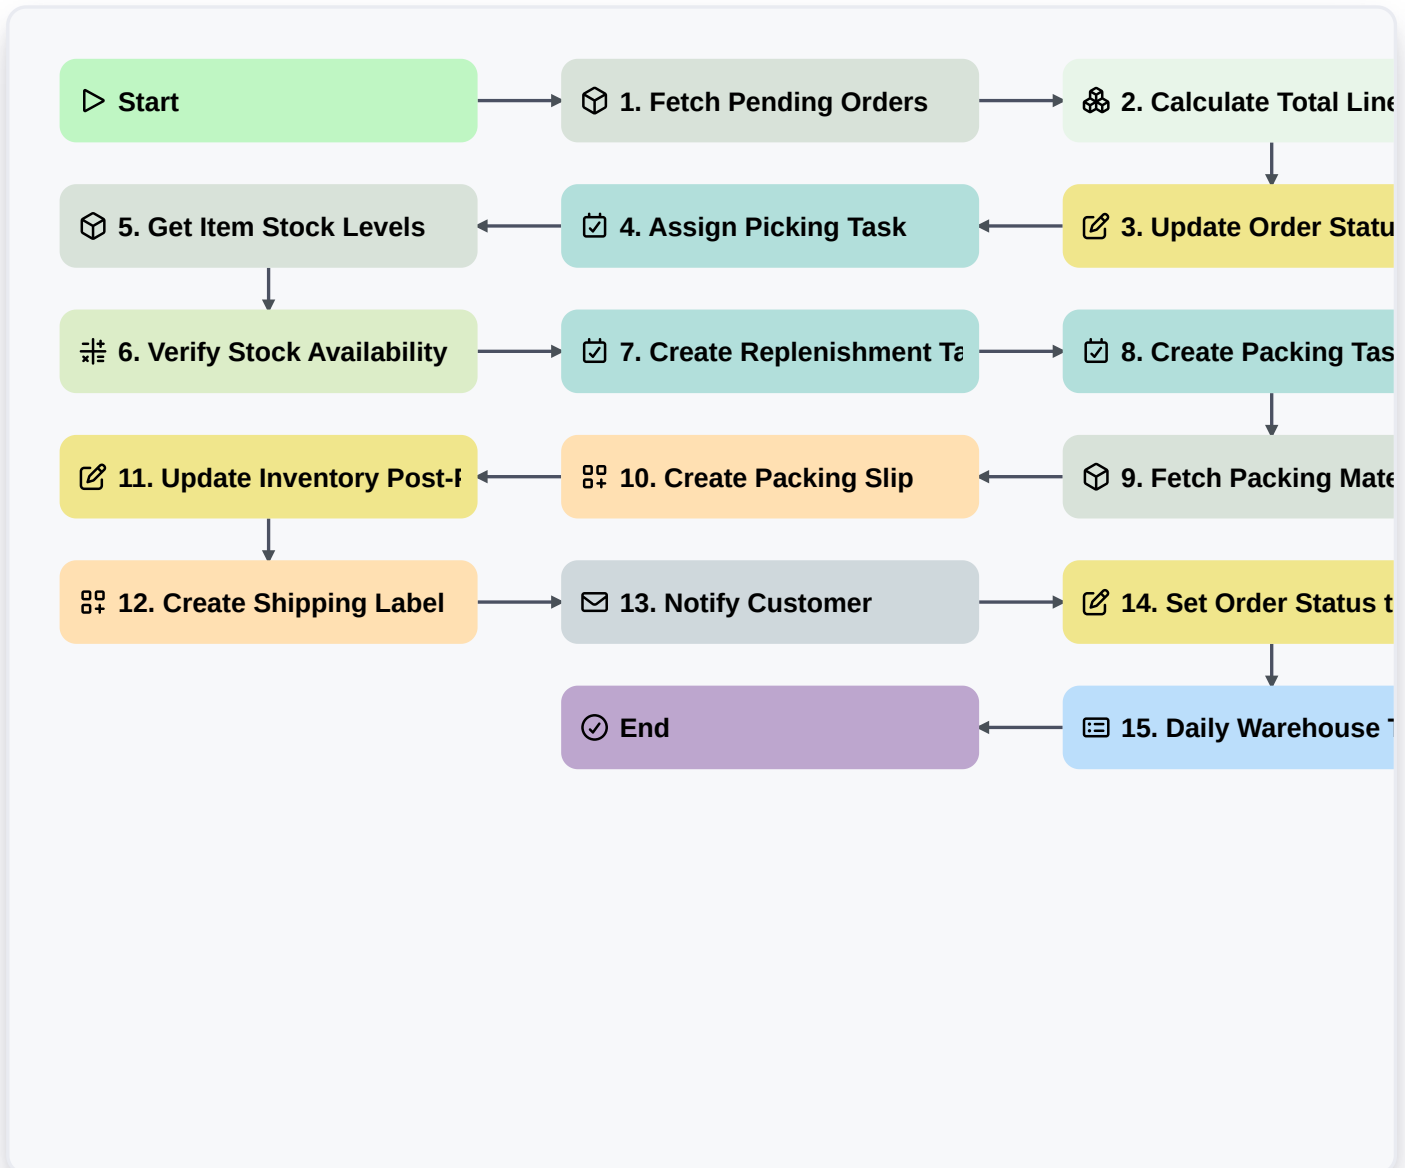 Start
1. Fetch Pending Orders
2. Calculate Total Line
5. Get Item Stock Levels
4. Assign Picking Task
3. Update Order Statu
6. Verify Stock Availability
7. Create Replenishment Ta
8. Create Packing Tas
11. Update Inventory Post-
10. Create Packing Slip
9. Fetch Packing Mate
12. Create Shipping Label
13. Notify Customer
14. Set Order Status t
End
15. Daily Warehouse